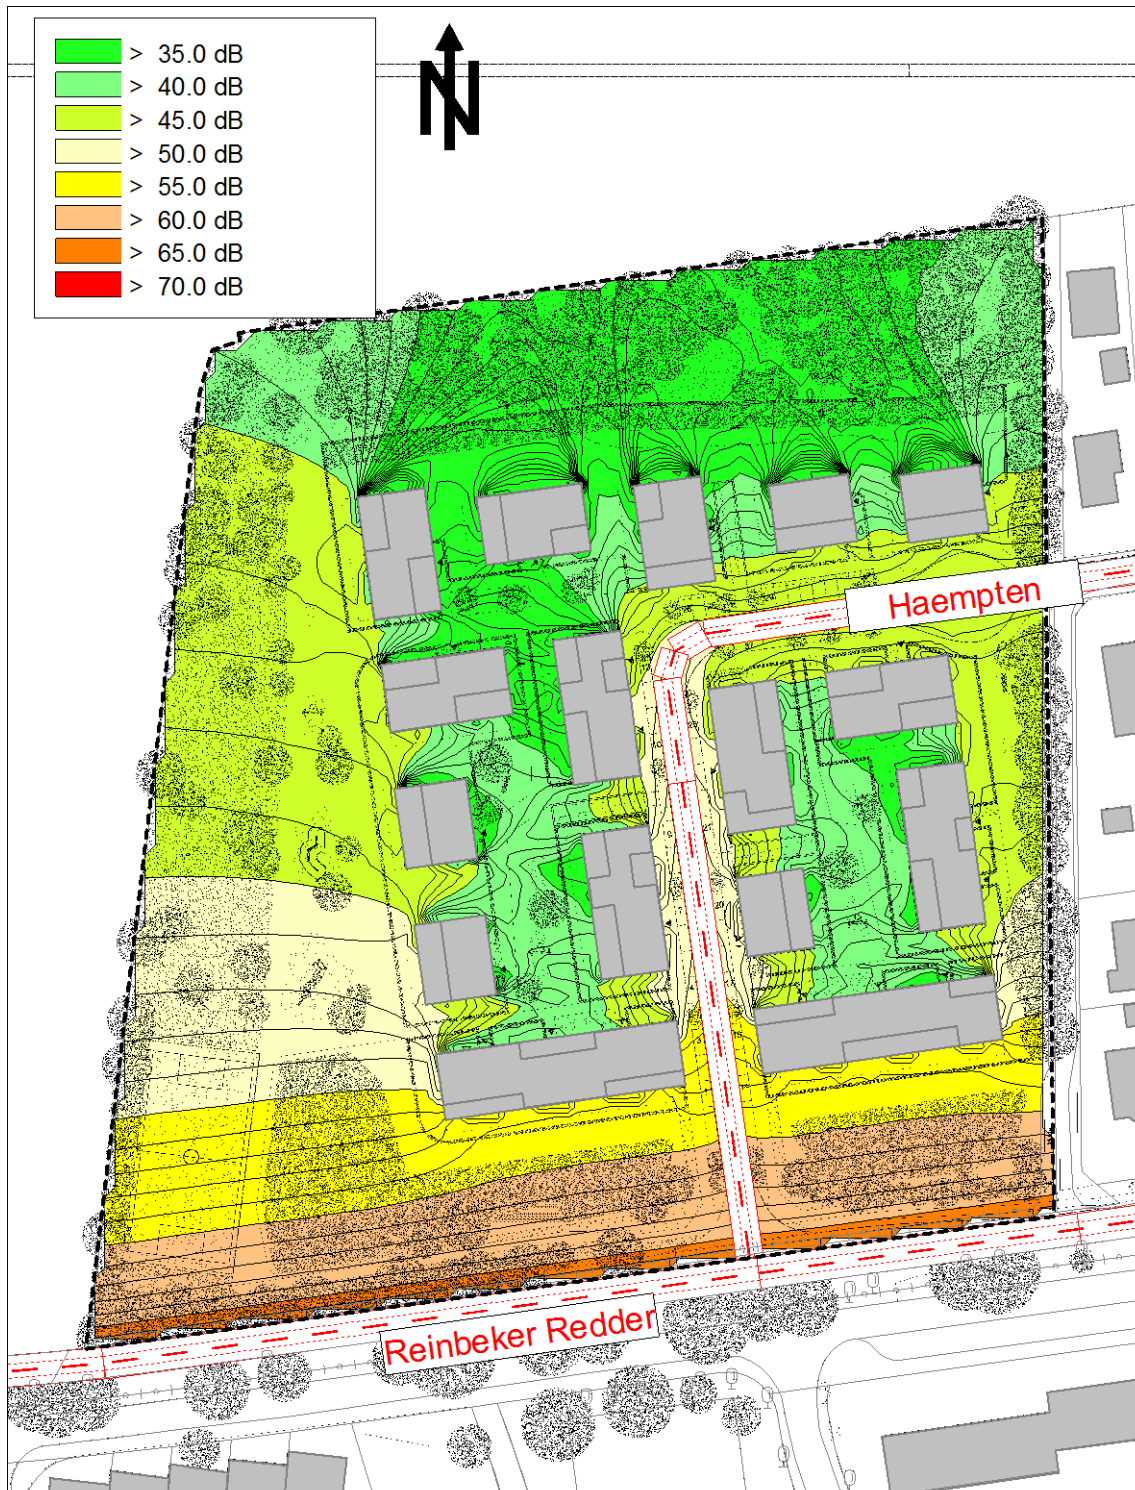 > 35.0 dB
> 40.0 dB
> 45.0 dB
> 50.0 dB
> 55.0 dB
> 60.0 dB
> 65.0 dB
> 70.0 dB
N
Haempten
Reinbeker Redder